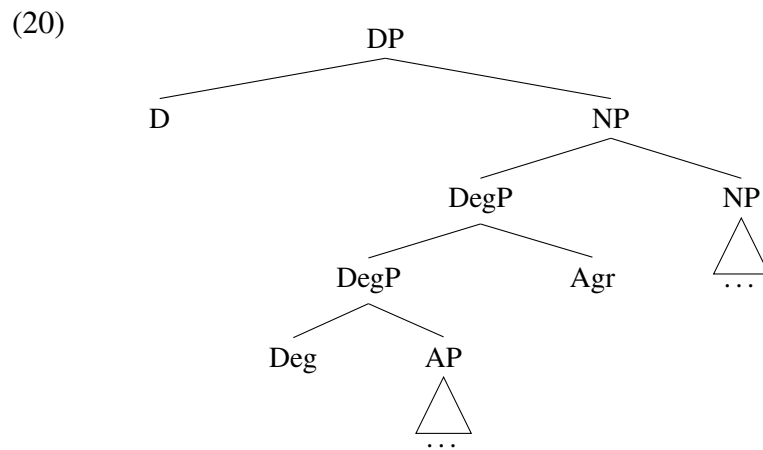 (20)
DP
D NP
DegP NP
DegP Agr ...
Deg AP
...